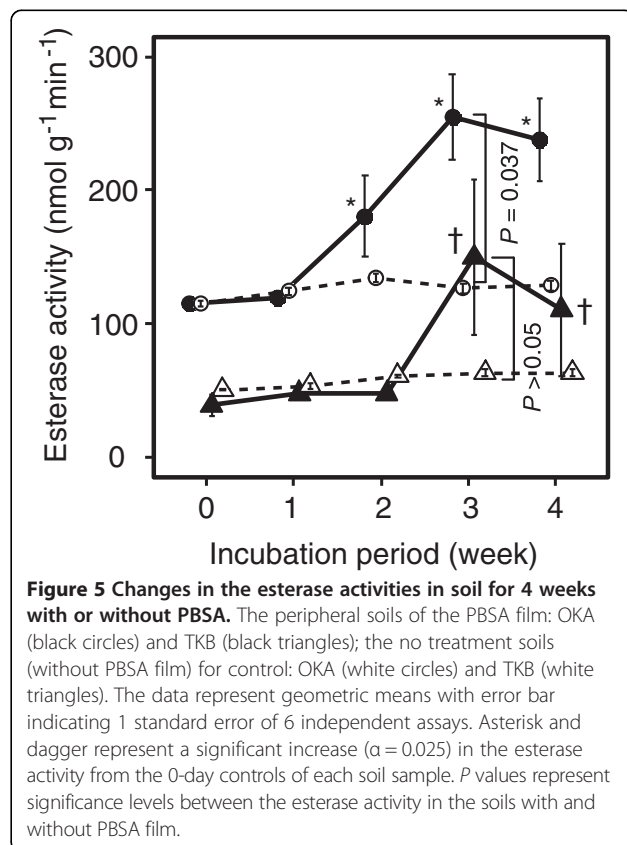 300
200
100
0
Esterase activity (nmol g⁻¹ min⁻¹)
*
*
*
†
†
P = 0.037
P > 0.05
0 1 2 3 4
Incubation period (week)
Figure 5 Changes in the esterase activities in soil for 4 weeks
with or without PBSA. The peripheral soils of the PBSA film: OKA
(black circles) and TKB (black triangles); the no treatment soils
(without PBSA film) for control: OKA (white circles) and TKB (white
triangles). The data represent geometric means with error bar
indicating 1 standard error of 6 independent assays. Asterisk and
dagger represent a significant increase (α = 0.025) in the esterase
activity from the 0-day controls of each soil sample. P values represent
significance levels between the esterase activity in the soils with and
without PBSA film.